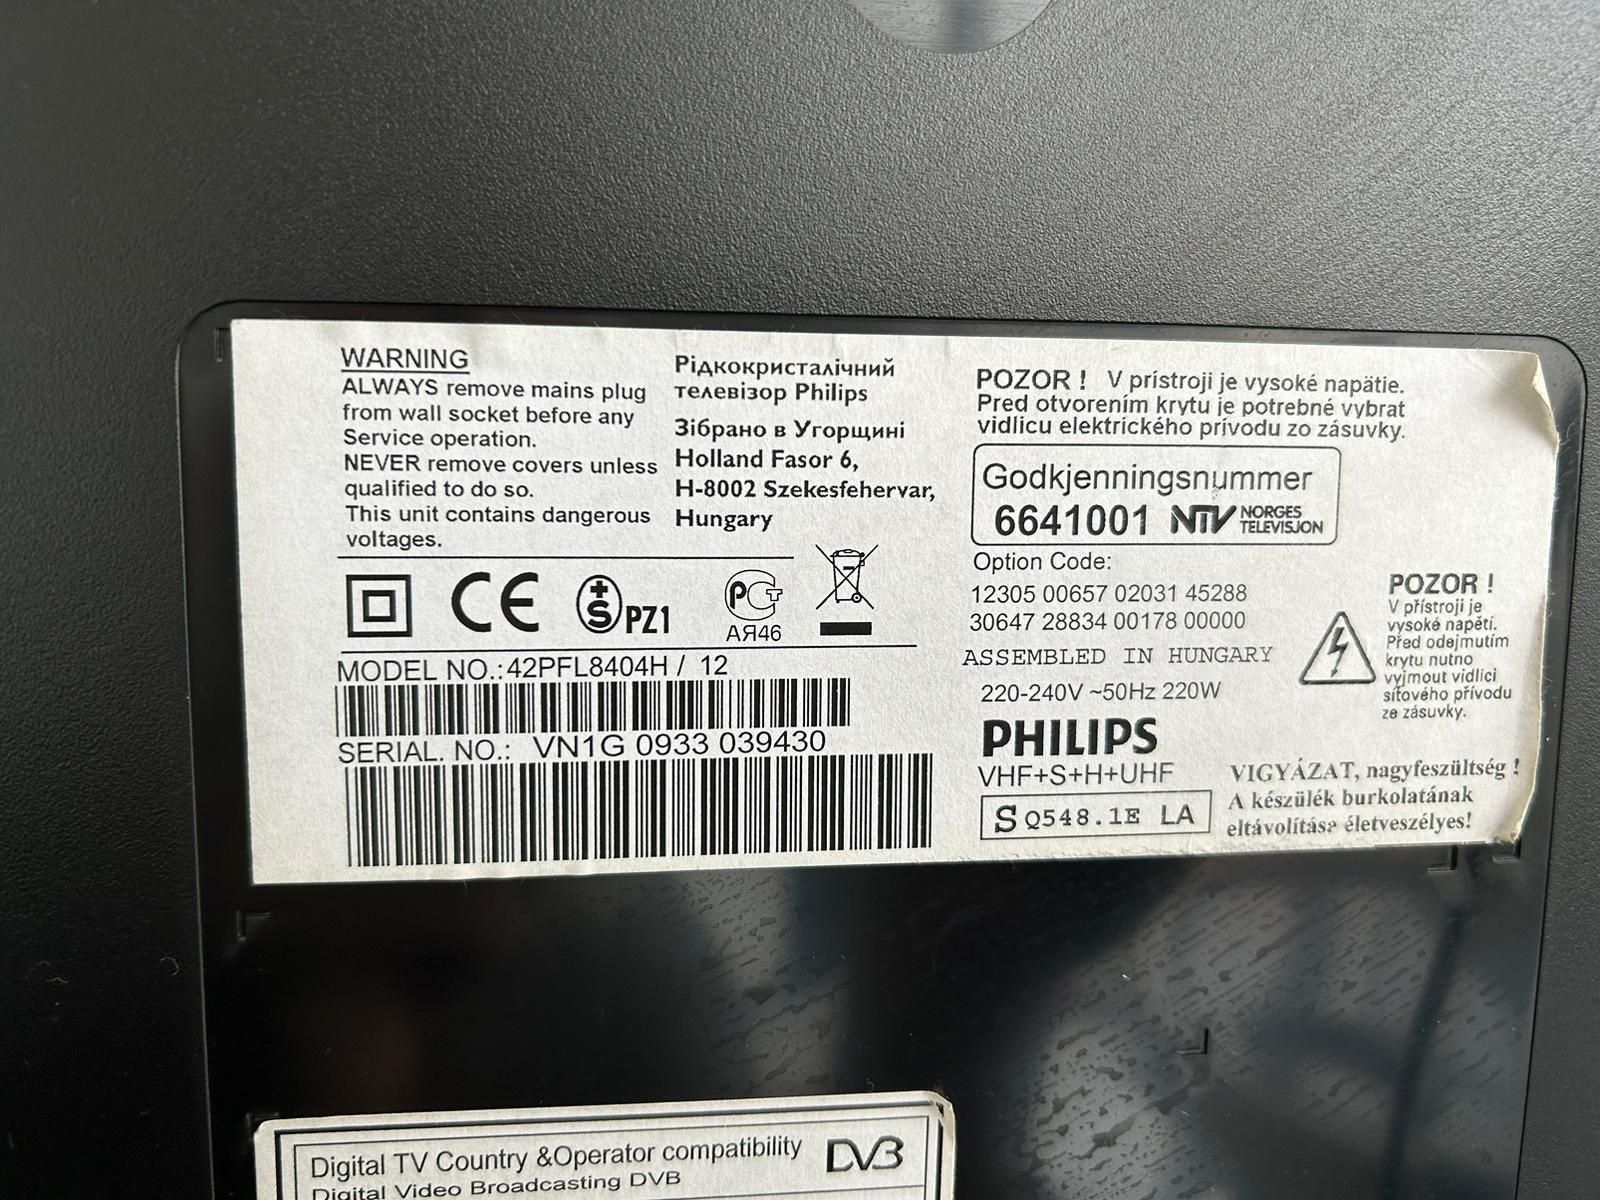 WARNING
ALWAYS remove mains plug
from wall socket before any
Service operation.
NEVER remove covers unless
qualified to do so.
This unit contains dangerous
voltages.
Рідкокристалічний
телевізор Philips
Зібрано в Угорщині
Holland Fasor 6,
H-8002 Szekesfehervar,
Hungary
POZOR ! V prístroji je vysoké napätie.
Pred otvorením krytu je potrebné vybrat
vidlicu elektrického prívodu zo zásuvky.
Godkjenningsnummer
6641001 NTV NORGES
TELEVISJON
Option Code:
12305 00657 02031 45288
30647 28834 00178 00000
ASSEMBLED IN HUNGARY
220-240V ~50Hz 220W
PHILIPS
VHF+S+H+UHF
S Q548.1E LA
POZOR !
V přístroji je
vysoké napětí.
Před odejmutím
krytu nutno
vyjmout vidlici
síťového přívodu
ze zásuvky.
VIGYÁZAT, nagyfeszültség !
A készülék burkolatának
eltávolítása életveszélyes!
CE S PZ1 РСТ
АЯ46
MODEL NO.: 42PFL8404H / 12
SERIAL. NO.: VN1G 0933 039430
Digital TV Country &Operator compatibility DVB
Digital Video Broadcasting DVB